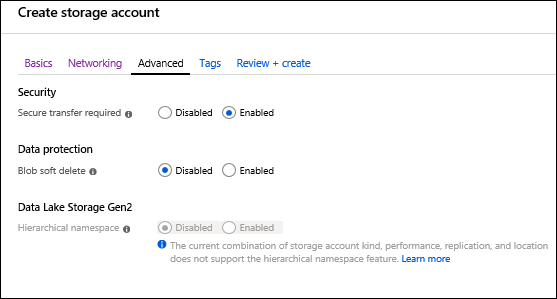 Create storage account
Basics Networking Advanced Tags Review + create
Security
Secure transfer required Disabled Enabled
Data protection
Blob soft delete Disabled Enabled
Data Lake Storage Gen2
Hierarchical namespace Disabled Enabled
The current combination of storage account kind, performance, replication, and location
does not support the hierarchical namespace feature. Learn more